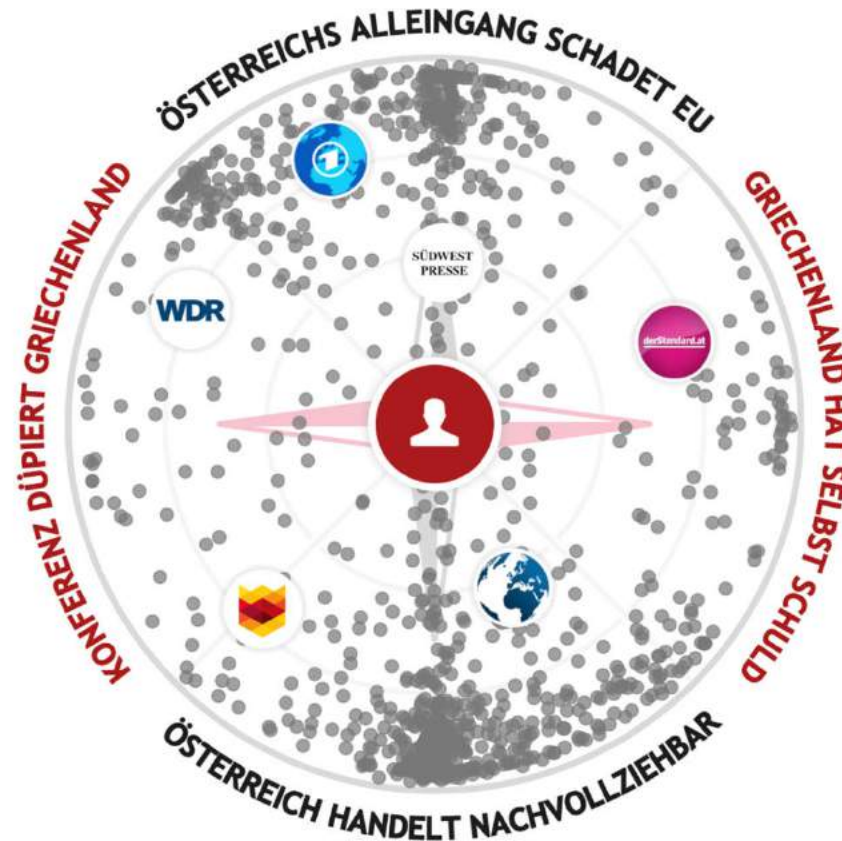 ÖSTERREICHS ALLEINGANG SCHADET EU
KONFERENZ DÜPIERT GRIECHENLAND
GRIECHENLAND HAT SELBST SCHULD
1
SÜDWEST
PRESSE
WDR
derStandard.at
ÖSTERREICH HANDELT NACHVOLLZIEHBAR